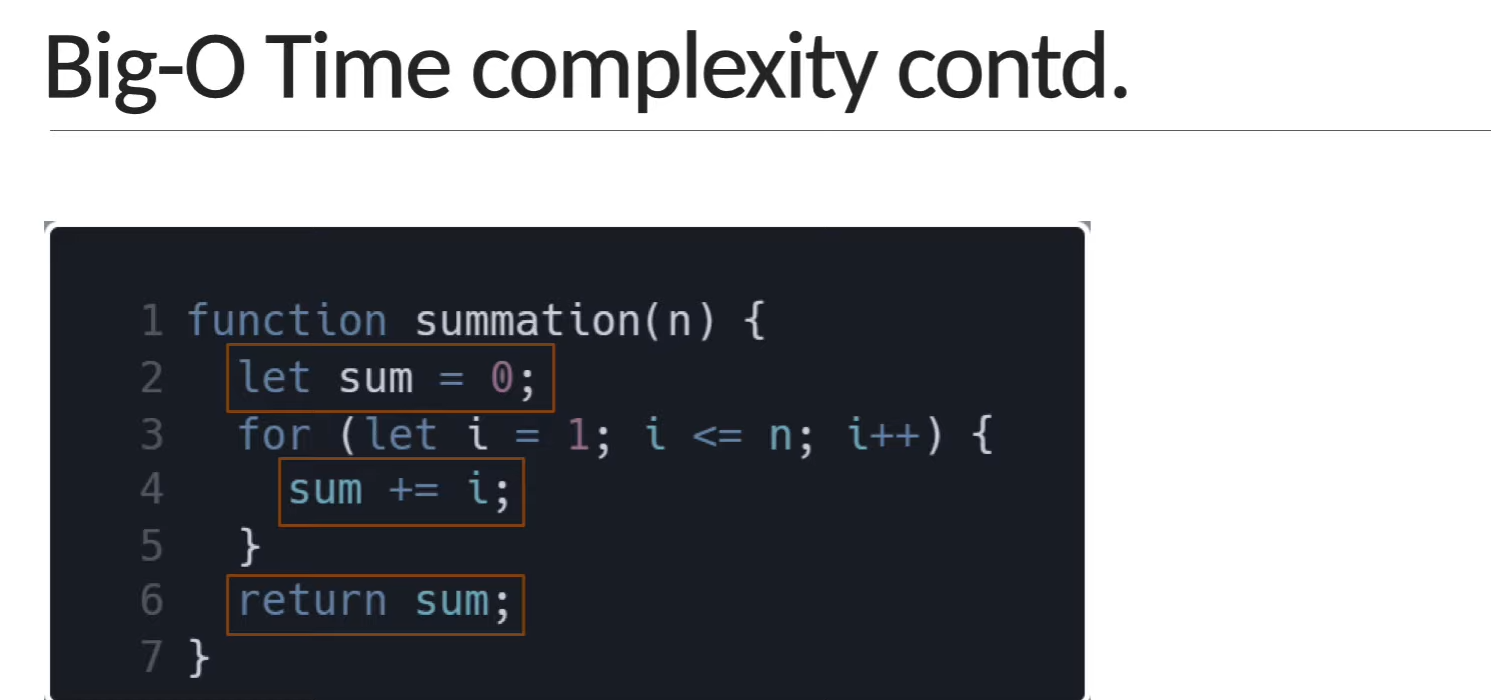 Big-O Time complexity contd.
1 function summation(n) {
2 let sum = 0;
3 for (let i = 1; i <= n; i++) {
4 sum += i;
5 }
6 return sum;
7 }